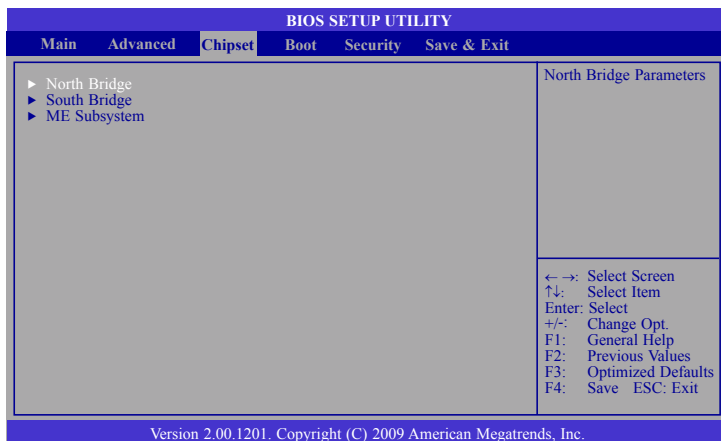 BIOS SETUP UTILITY
Main Advanced Chipset Boot Security Save & Exit
▶ North Bridge
▶ South Bridge
▶ ME Subsystem
North Bridge Parameters
←→: Select Screen
↑↓: Select Item
Enter: Select
+/-: Change Opt.
F1: General Help
F2: Previous Values
F3: Optimized Defaults
F4: Save ESC: Exit
Version 2.00.1201. Copyright (C) 2009 American Megatrends, Inc.